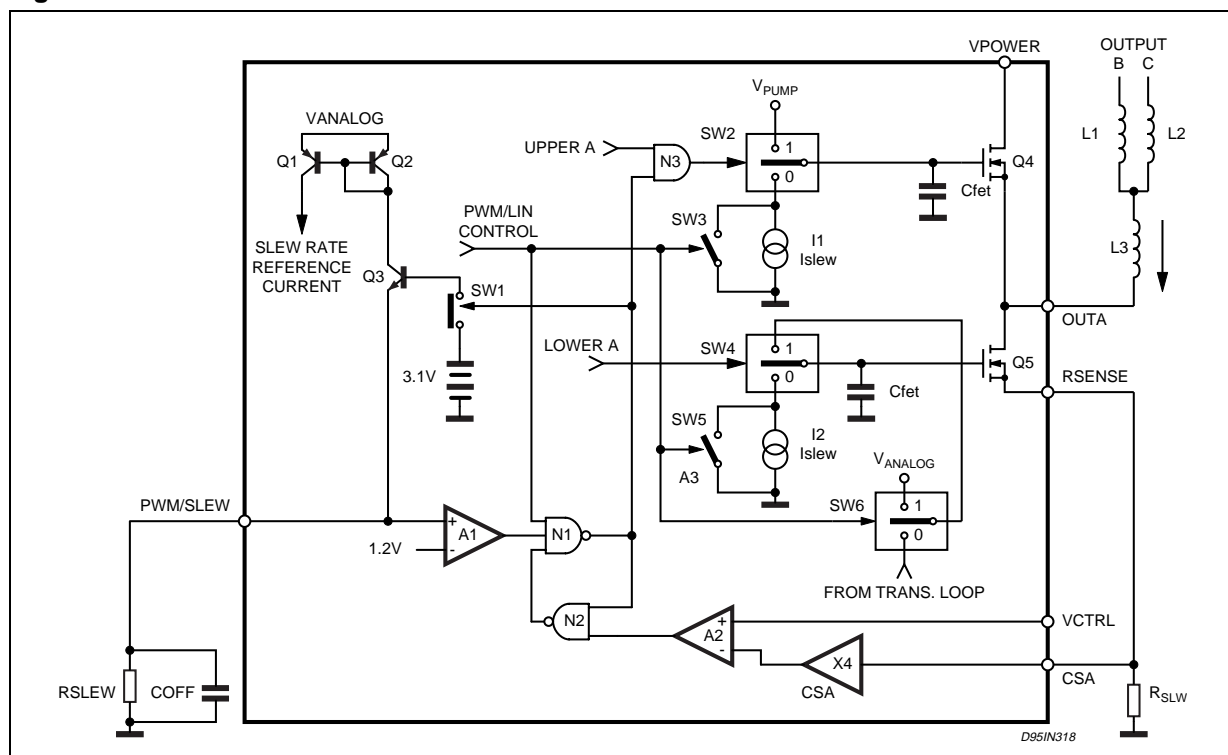 VPOWER
OUTPUT
B C
VPUMP
VANALOG
SW2
L1
L2
UPPER A
1
Q1
Q2
N3
Q4
0
Cfet
PWM/LIN
CONTROL
SW3
I1
Islew
L3
SLEW RATE
REFERENCE
CURRENT
Q3
SW1
OUTA
LOWER A
SW4
1
Q5
3.1V
0
Cfet
RSENSE
SW5
I2
Islew
A3
VANALOG
PWM/SLEW
SW6
1
A1
N1
0
1.2V
FROM TRANS. LOOP
N2
A2
VCTRL
+
-
+
-
X4
RSLEW
COFF
CSA
CSA
RSLW
D95IN318